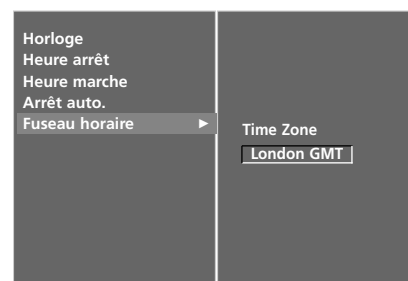 Horloge
Heure arrêt
Heure marche
Arrêt auto.
Fuseau horaire ►
Time Zone
London GMT